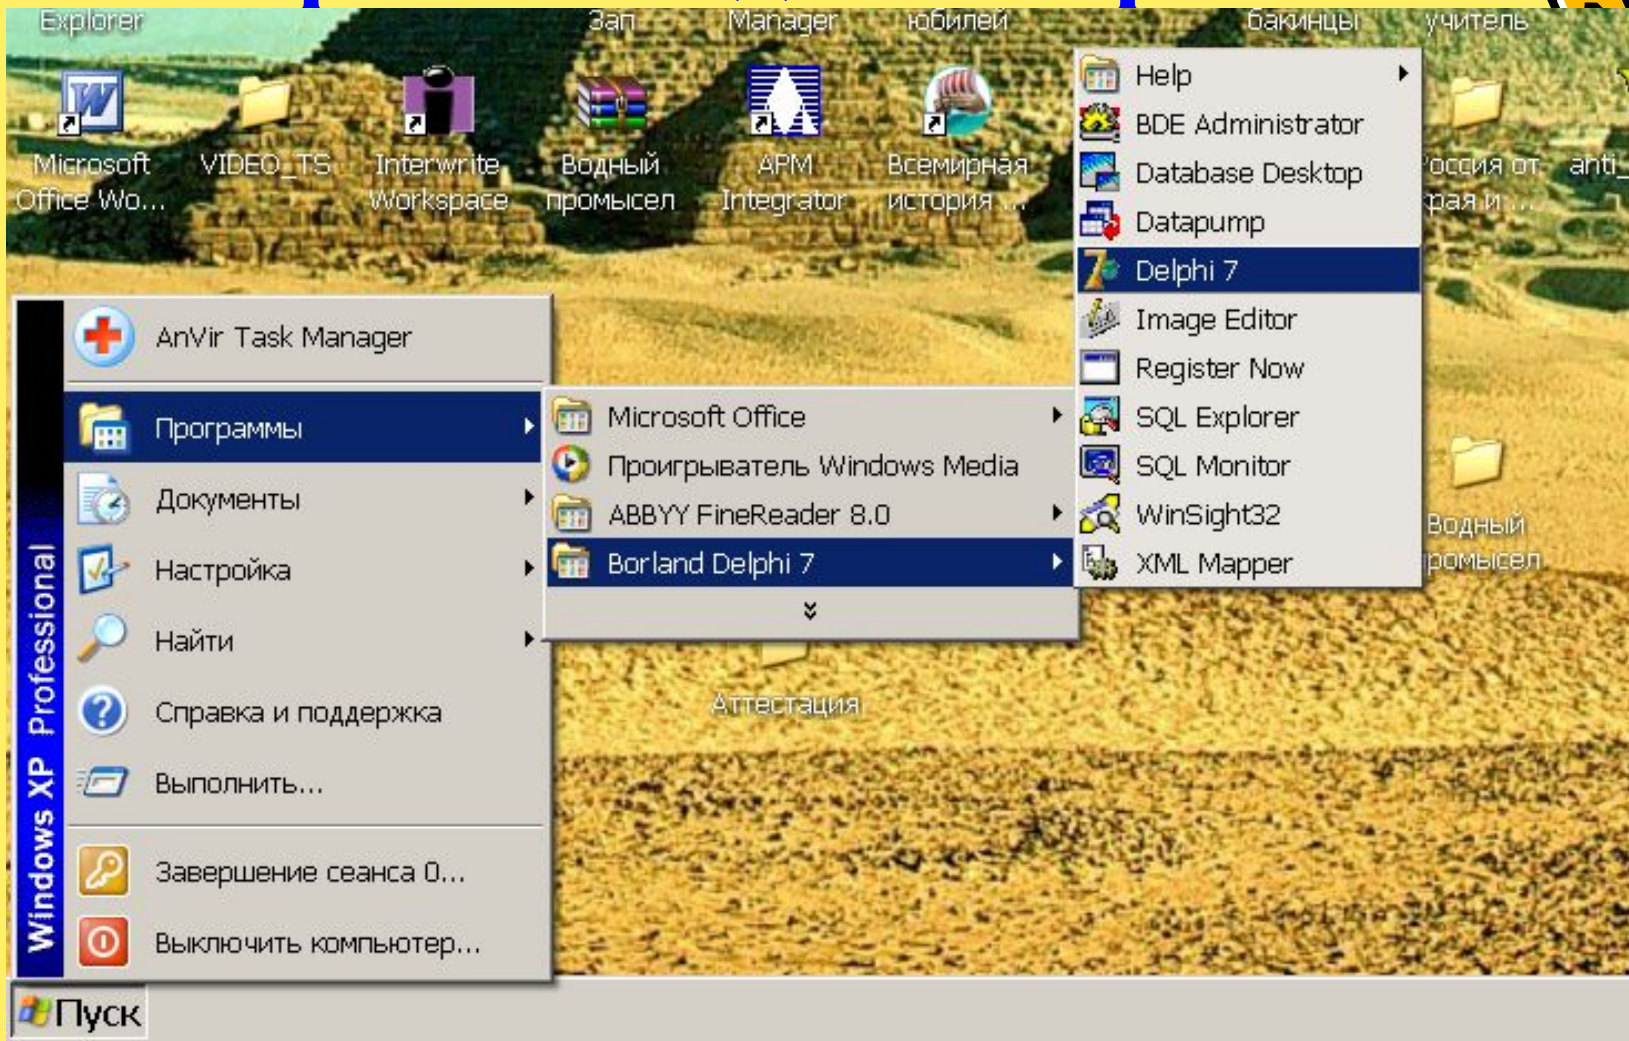 Explorer
Зап
Manager
юбилей
бакинцы
учитель
Microsoft
Office Wo...
VIDEO_TS
Interwrite
Workspace
Водный
промысел
APM
Integrator
Всемирная
история ...
Россия от
края и ...
anti_
Help
BDE Administrator
Database Desktop
Datapump
Delphi 7
Image Editor
Register Now
SQL Explorer
SQL Monitor
WinSight32
XML Mapper
Microsoft Office
Проигрыватель Windows Media
ABBYY FineReader 8.0
Borland Delphi 7
AnVir Task Manager
Программы
Документы
Настройка
Найти
Справка и поддержка
Выполнить...
Завершение сеанса 0...
Выключить компьютер...
Windows XP Professional
Водный
промысел
Аттестация
Пуск